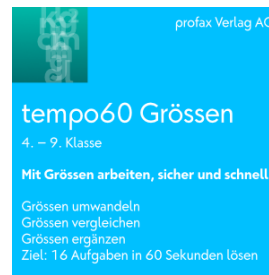 profax Verlag AG
tempo60 Grössen
4. – 9. Klasse
Mit Grössen arbeiten, sicher und schnell
Grössen umwandeln
Grössen vergleichen
Grössen ergänzen
Ziel: 16 Aufgaben in 60 Sekunden lösen